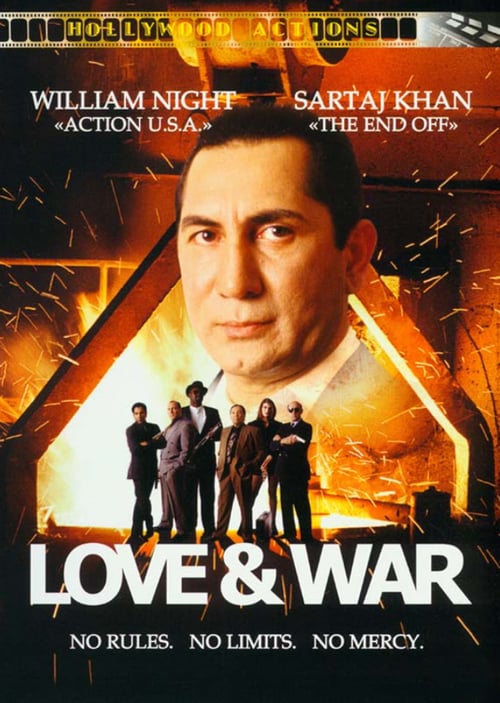 HOLLYWOOD ACTIONS
WILLIAM NIGHT SARTAJ KHAN
«ACTION U.S.A.» «THE END OFF»
LOVE & WAR
NO RULES. NO LIMITS. NO MERCY.